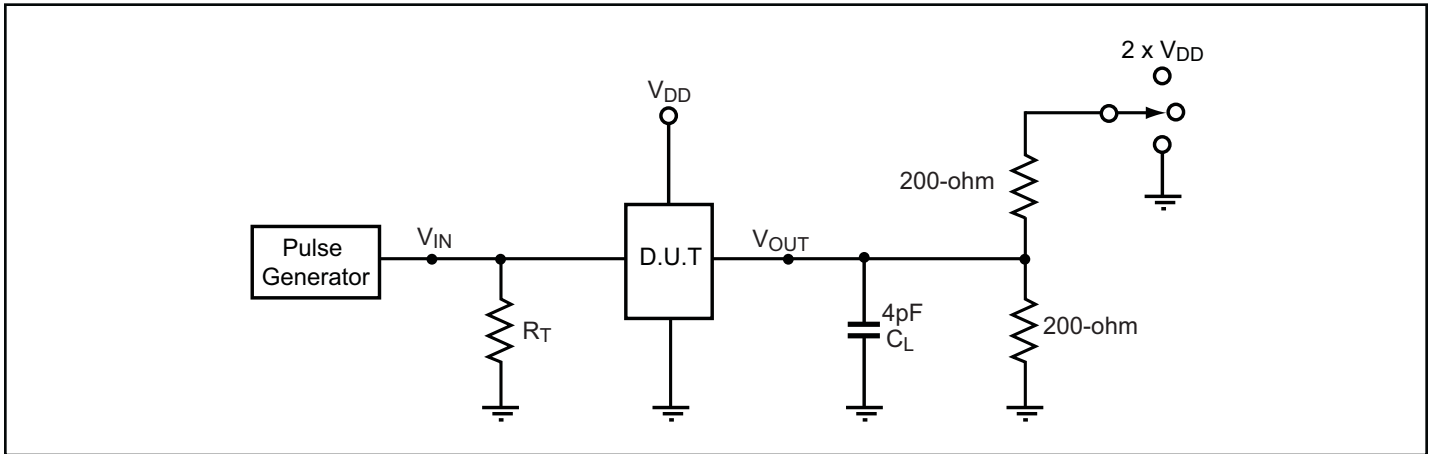 2 x VDD
VDD
200-ohm
Pulse
Generator
VIN
D.U.T
VOUT
RT
4pF
CL
200-ohm